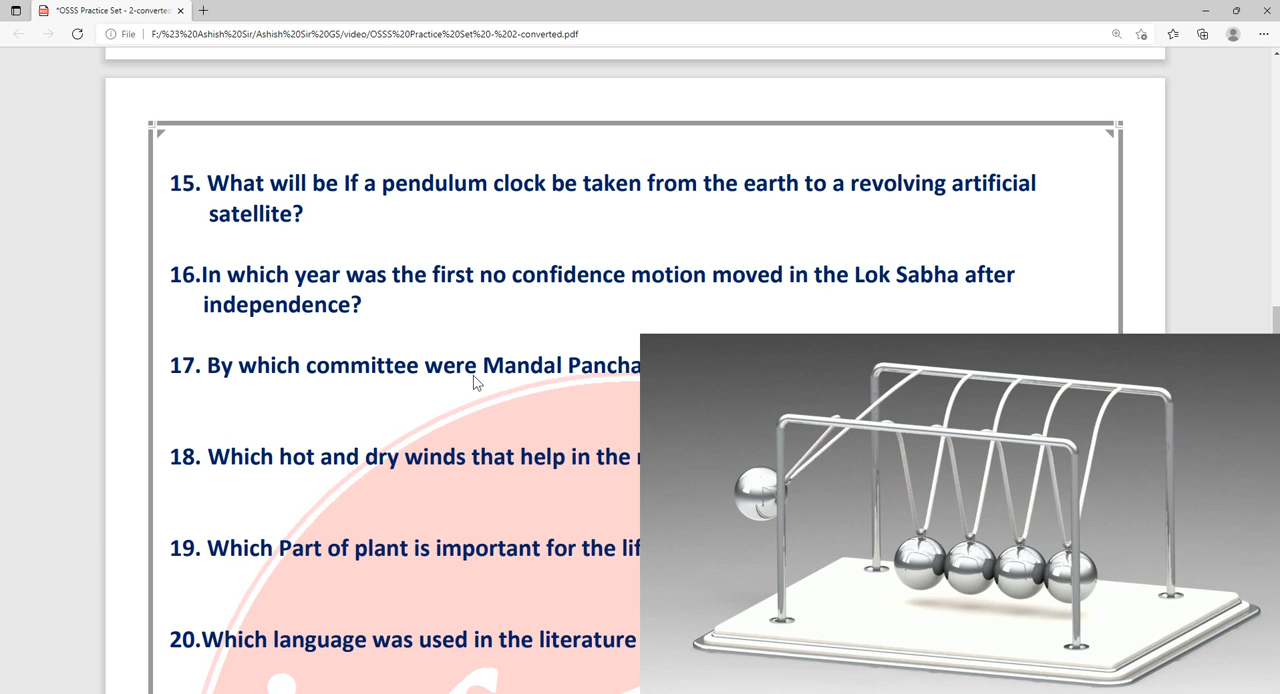 *OSSS Practice Set - 2-converted
File F:/%23%20Ashish%20Sir/Ashish%20Sir%20GS/video/OSSS%20Practice%20Set%20-%202-converted.pdf
15. What will be If a pendulum clock be taken from the earth to a revolving artificial
satellite?
16.In which year was the first no confidence motion moved in the Lok Sabha after
independence?
17. By which committee were Mandal Pancha
18. Which hot and dry winds that help in the
19. Which Part of plant is important for the
20.Which language was used in the literature